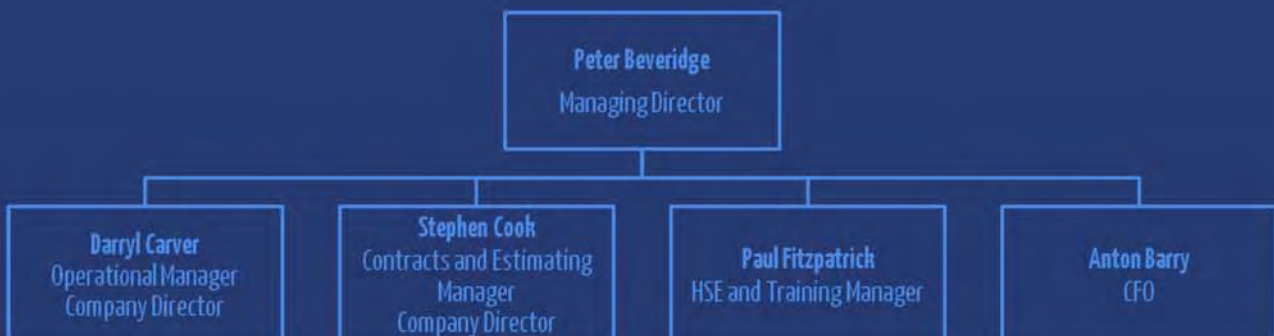 Peter Beveridge
Managing Director
Darryl Carver
Operational Manager
Company Director
Stephen Cook
Contracts and Estimating
Manager
Company Director
Paul Fitzpatrick
HSE and Training Manager
Anton Barry
CFO